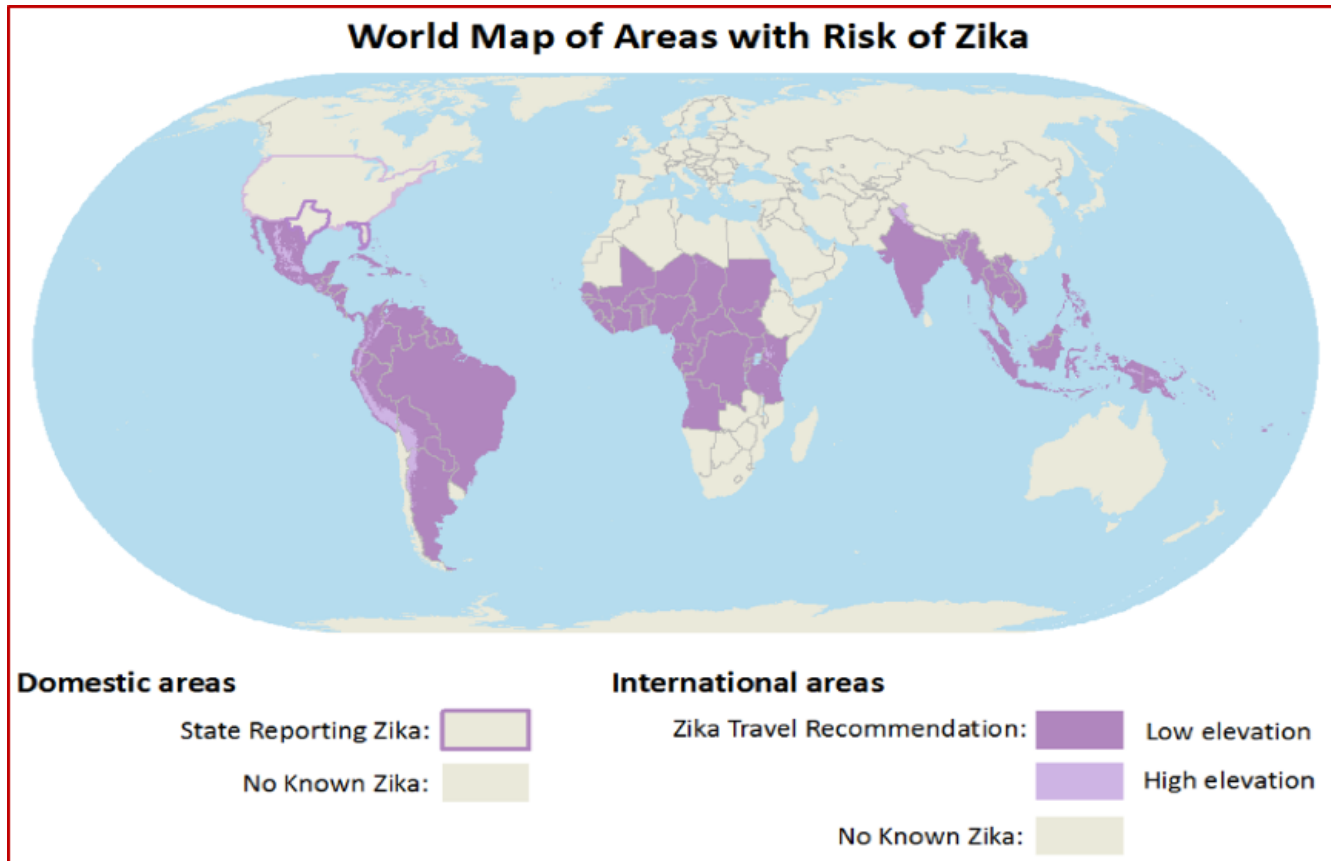 World Map of Areas with Risk of Zika
Domestic areas
State Reporting Zika:
No Known Zika:
International areas
Zika Travel Recommendation:
Low elevation
High elevation
No Known Zika: